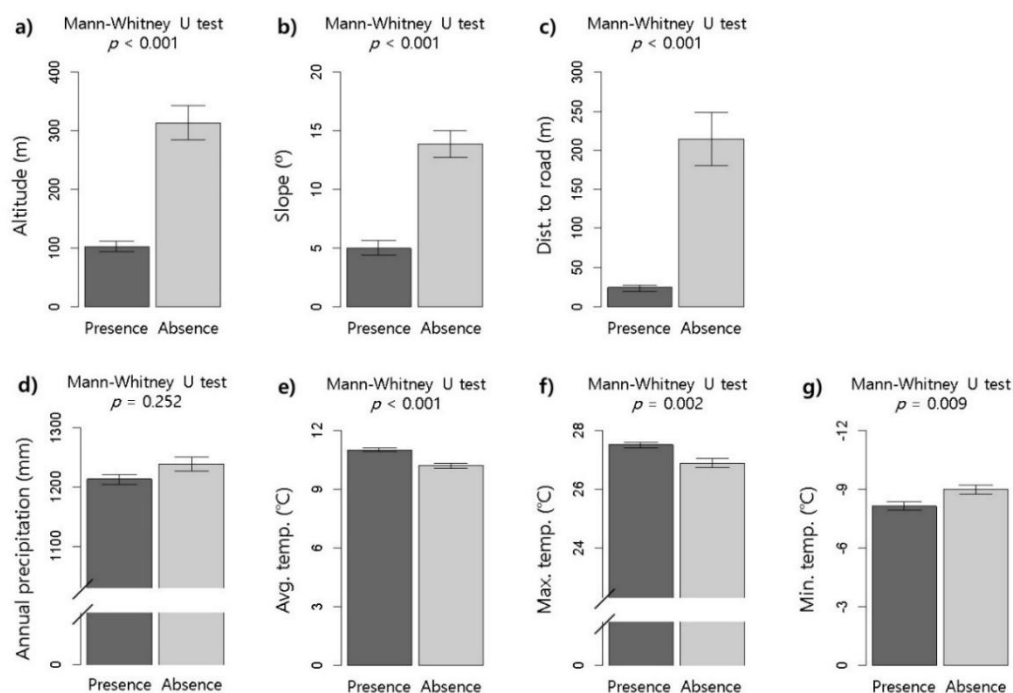 a)
Mann-Whitney U test
p < 0.001
Altitude (m)
400
300
200
100
0
Presence Absence
b)
Mann-Whitney U test
p < 0.001
Slope (º)
20
15
10
5
0
Presence Absence
c)
Mann-Whitney U test
p < 0.001
Dist. to road (m)
300
250
200
150
100
50
0
Presence Absence
d)
Mann-Whitney U test
p = 0.252
Annual precipitation (mm)
1300
1200
1100
0
Presence Absence
e)
Mann-Whitney U test
p < 0.001
Avg. temp. (℃)
12
9
6
3
0
Presence Absence
f)
Mann-Whitney U test
p = 0.002
Max. temp. (℃)
28
26
24
0
Presence Absence
g)
Mann-Whitney U test
p = 0.009
Min. temp. (℃)
-12
-9
-6
-3
0
Presence Absence